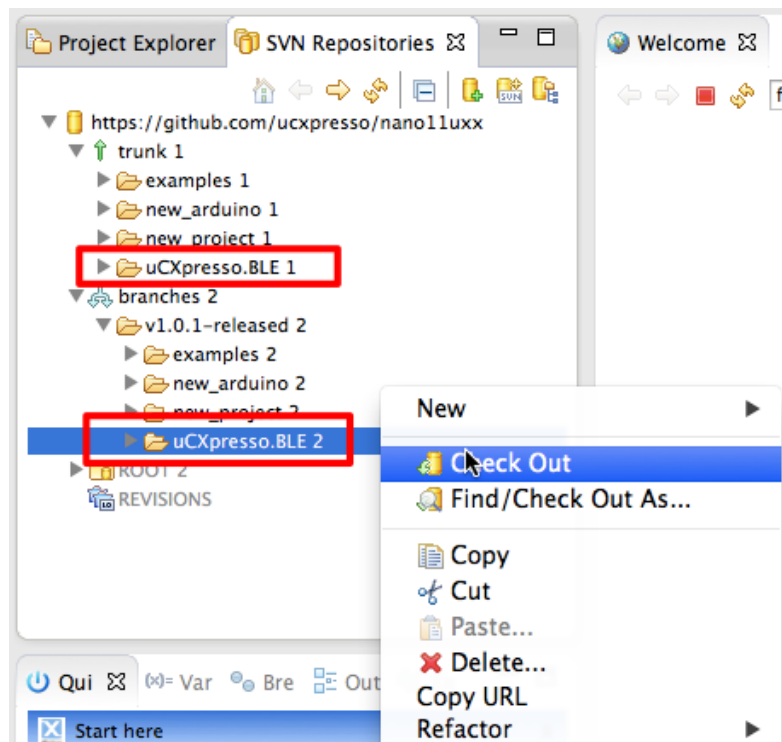 Project Explorer SVN Repositories Welcome
SVN
https://github.com/ucxpresso/nano11uxx
trunk 1
examples 1
new_arduino 1
new_project 1
uCXpresso.BLE 1
branches 2
v1.0.1-released 2
examples 2
new_arduino 2
new_project 2
uCXpresso.BLE 2
ROOT 2
REVISIONS
New
Check Out
Find/Check Out As...
Copy
Cut
Paste...
Delete...
Copy URL
Refactor
Qui (x)= Var Bre Out
Start here